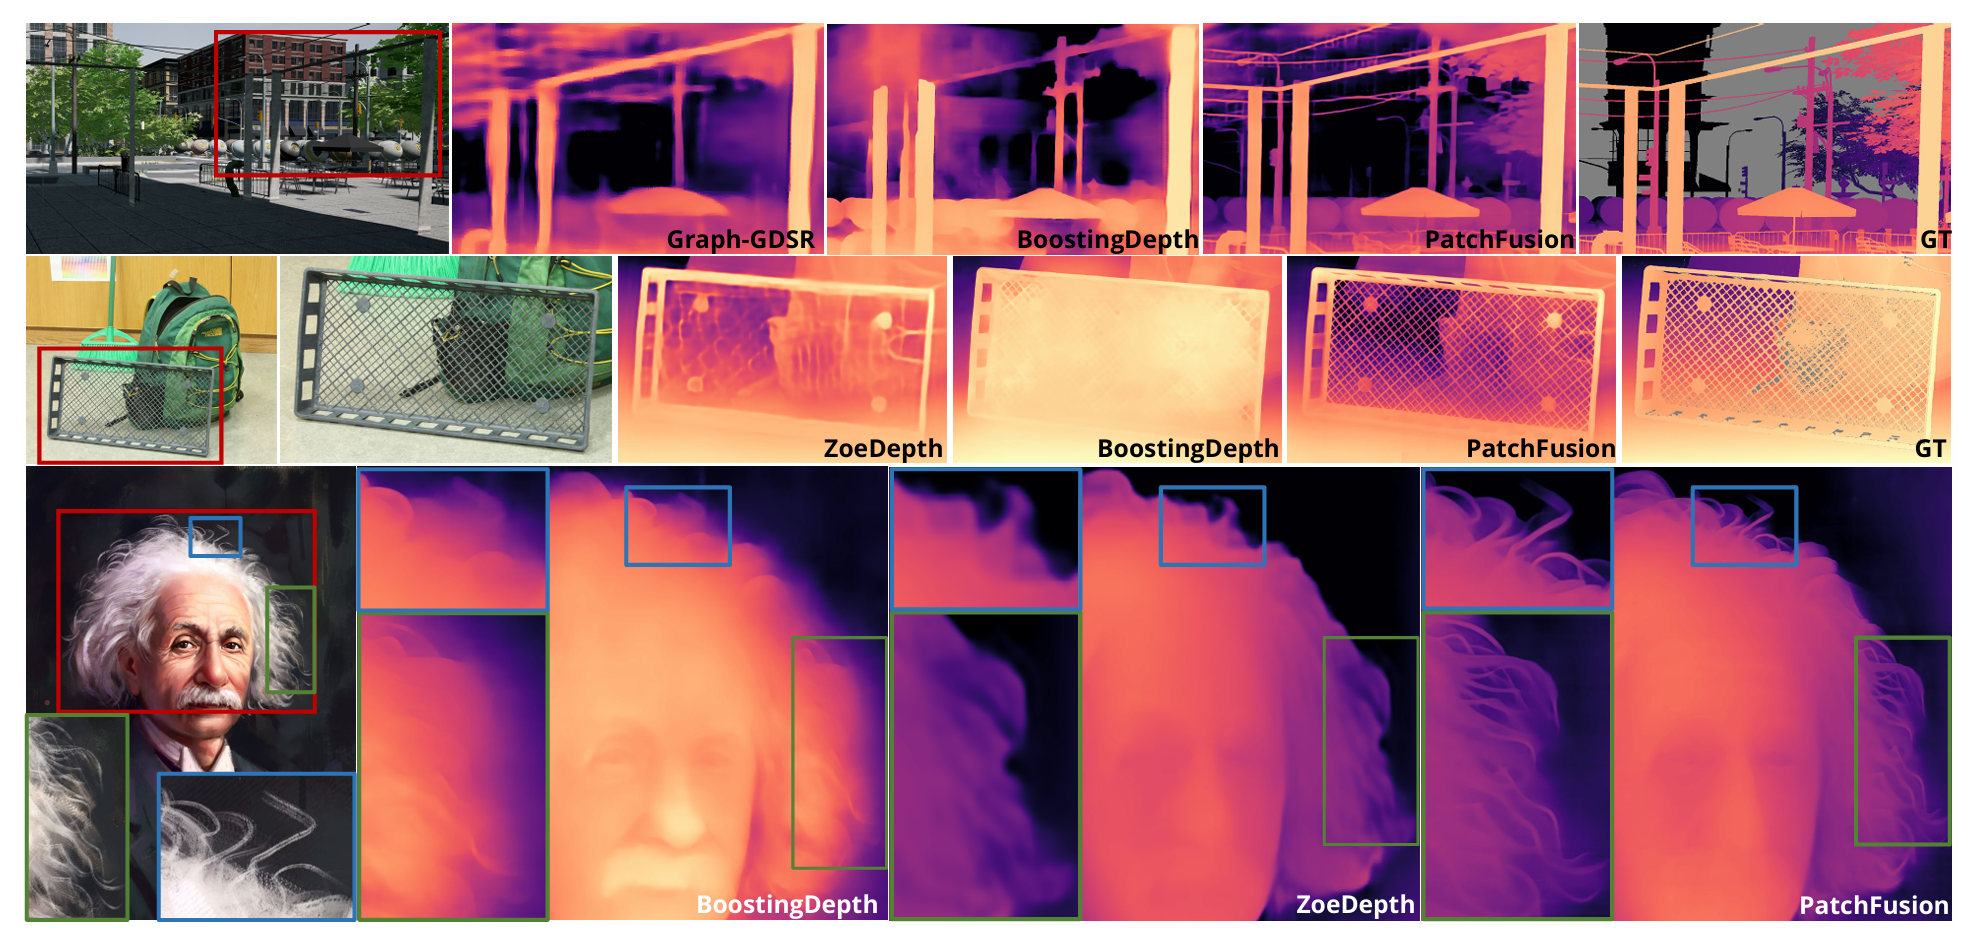 Graph-GDSR
BoostingDepth
PatchFusion
GT
ZoeDepth
BoostingDepth
PatchFusion
GT
BoostingDepth
ZoeDepth
PatchFusion